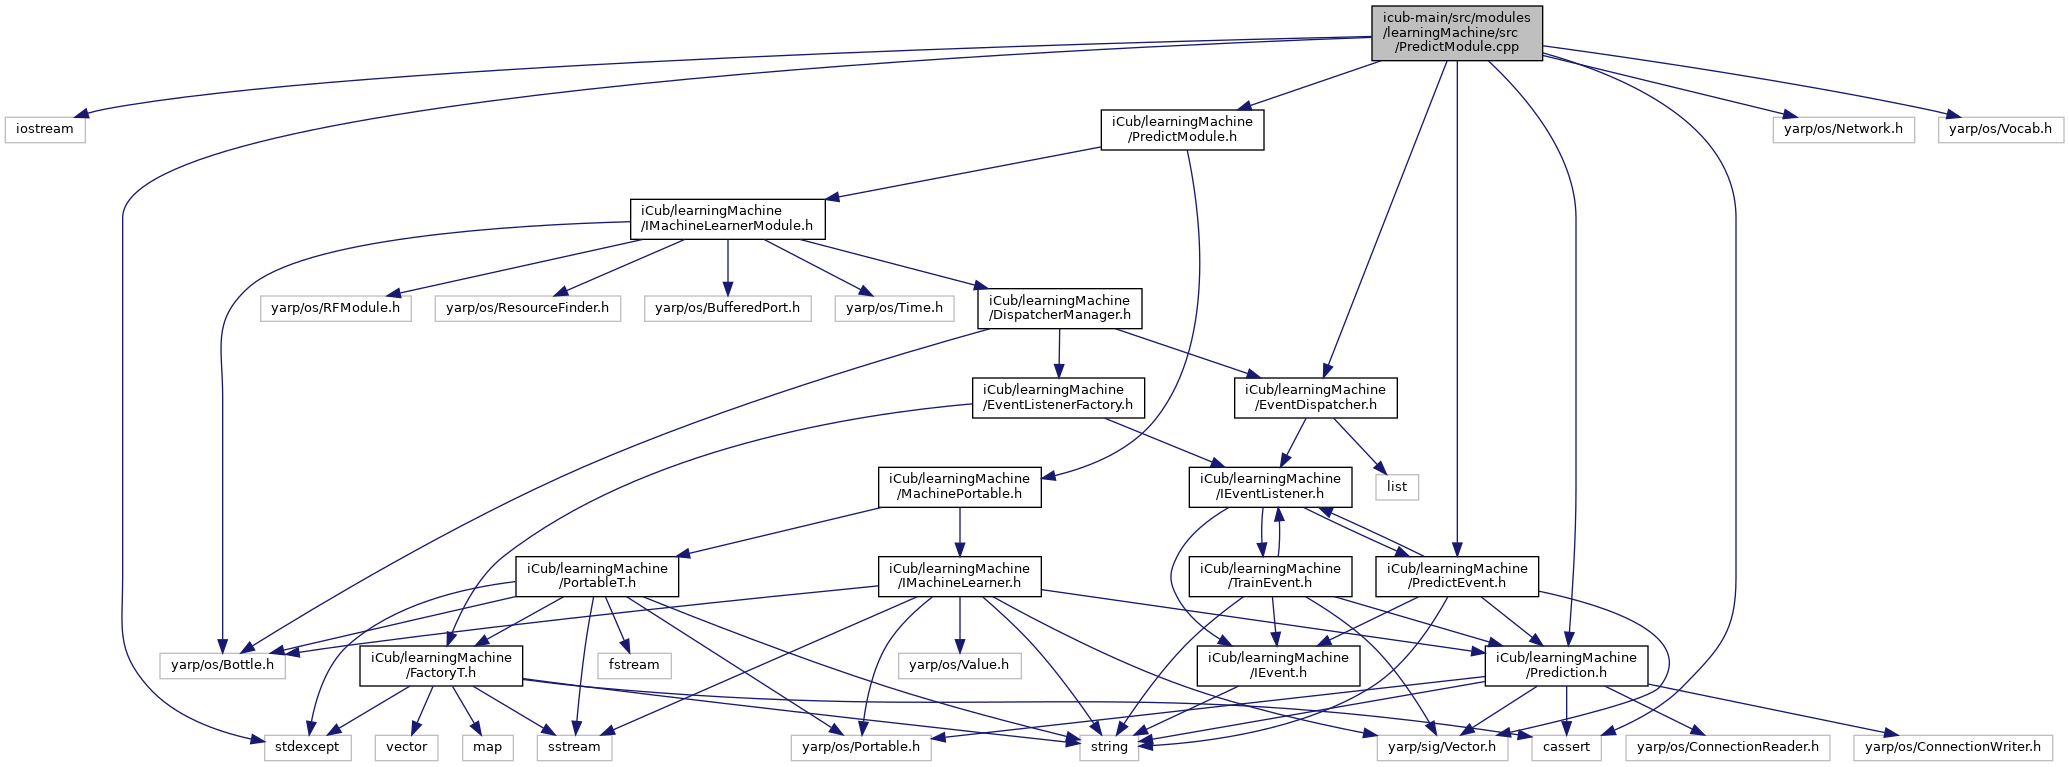 icub-main/src/modules
/learningMachine/src
/PredictModule.cpp
iostream
iCub/learningMachine
/PredictModule.h
yarp/os/Network.h
yarp/os/Vocab.h
iCub/learningMachine
/IMachineLearnerModule.h
yarp/os/RFModule.h
yarp/os/ResourceFinder.h
yarp/os/BufferedPort.h
yarp/os/Time.h
iCub/learningMachine
/DispatcherManager.h
iCub/learningMachine
/EventListenerFactory.h
iCub/learningMachine
/EventDispatcher.h
iCub/learningMachine
/MachinePortable.h
iCub/learningMachine
/IEventListener.h
list
iCub/learningMachine
/PortableT.h
iCub/learningMachine
/IMachineLearner.h
iCub/learningMachine
/TrainEvent.h
iCub/learningMachine
/PredictEvent.h
yarp/os/Bottle.h
iCub/learningMachine
/FactoryT.h
fstream
yarp/os/Value.h
iCub/learningMachine
/IEvent.h
iCub/learningMachine
/Prediction.h
stdexcept
vector
map
sstream
yarp/os/Portable.h
string
yarp/sig/Vector.h
cassert
yarp/os/ConnectionReader.h
yarp/os/ConnectionWriter.h